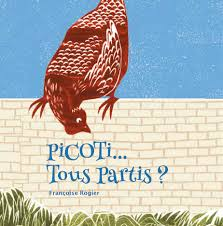 PiCOTi...
Tous PaRTis ?
Françoise Rogier